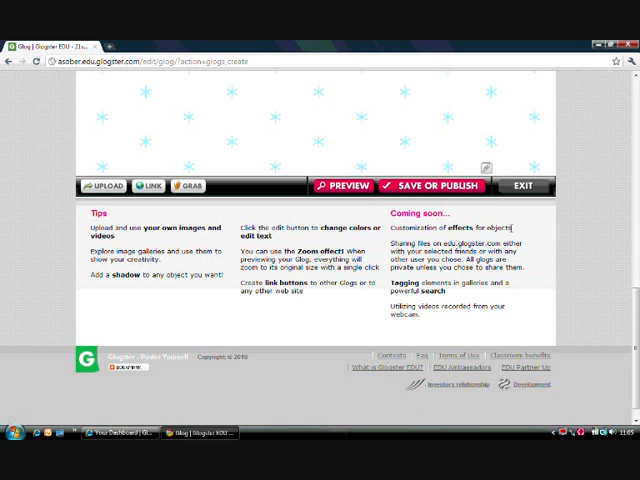 Glog | Glogster EDU - 21s...
asober.edu.glogster.com/edit/glog/?action=glogs_create
UPLOAD
LINK
GRAB
PREVIEW
SAVE OR PUBLISH
EXIT
Tips
Upload and use your own images and
videos
Explore image galleries and use them to
show your creativity.
Add a shadow to any object you want!
Click the edit button to change colors or
edit text
You can use the Zoom effect! When
previewing your Glog, everything will
zoom to its original size with a single click
Create link buttons to other Glogs or to
any other web site
Coming soon...
Customization of effects for objects
Sharing files on edu.glogster.com either
with your selected friends or with any
other user you chose. All glogs are
private unless you chose to share them.
Tagging elements in galleries and a
powerful search
Utilizing videos recorded from your
webcam.
G
Glogster - Poster Yourself
Copyright: © 2010
BOOKMARK
Contests
Faq
Terms of Use
Classroom benefits
What is Glogster EDU?
EDU Ambassadors
EDU Partner Up
Investors relationship
Development
Your Dashboard | Gl...
Glog | Glogster EDU ...
11:05